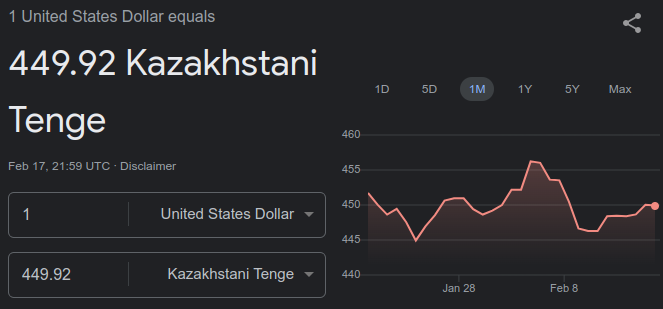 1 United States Dollar equals
449.92 Kazakhstani
Tenge
Feb 17, 21:59 UTC · Disclaimer
1 United States Dollar
449.92 Kazakhstani Tenge
1D 5D 1M 1Y 5Y Max
460
455
450
445
440
Jan 28 Feb 8